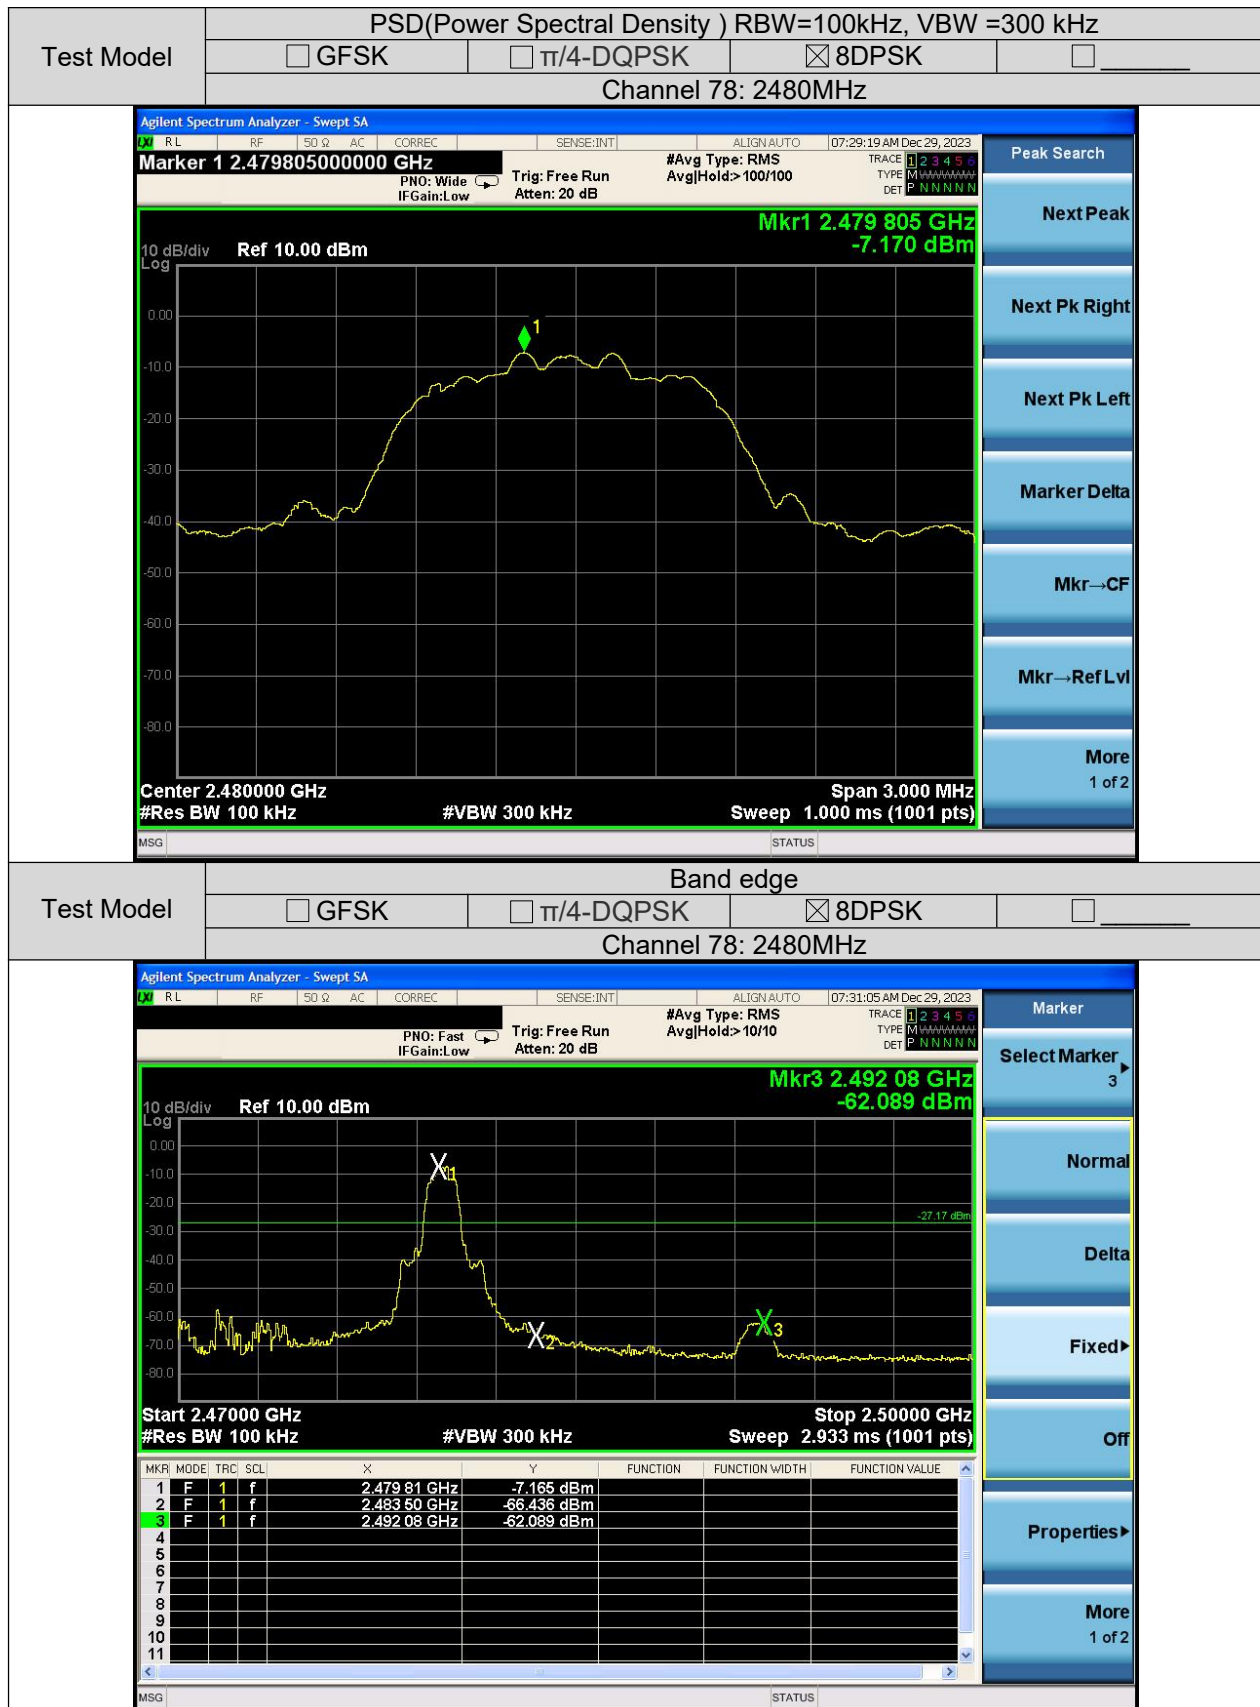 PSD(Power Spectral Density ) RBW=100kHz, VBW =300 kHz
Test Model
☐ GFSK ☐ π/4-DQPSK ☒ 8DPSK ☐ ______
Channel 78: 2480MHz
Agilent Spectrum Analyzer - Swept SA
LXI RL RF 50 Ω AC CORREC SENSE:INT ALIGN AUTO 07:29:19 AM Dec 29, 2023
Marker 1 2.479805000000 GHz
PNO: Wide
IFGain:Low
Trig: Free Run
Atten: 20 dB
#Avg Type: RMS
Avg|Hold:>100/100
TRACE 1 2 3 4 5 6
TYPE M
DET P N N N N N
Mkr1 2.479 805 GHz
-7.170 dBm
10 dB/div Ref 10.00 dBm
Log
0.00
1
-10.0
-20.0
-30.0
-40.0
-50.0
-60.0
-70.0
-80.0
Center 2.480000 GHz Span 3.000 MHz
#Res BW 100 kHz #VBW 300 kHz Sweep 1.000 ms (1001 pts)
MSG STATUS
Peak Search
Next Peak
Next Pk Right
Next Pk Left
Marker Delta
Mkr→CF
Mkr→Ref Lvl
More
1 of 2
Band edge
Test Model
☐ GFSK ☐ π/4-DQPSK ☒ 8DPSK ☐ ______
Channel 78: 2480MHz
Agilent Spectrum Analyzer - Swept SA
LXI RL RF 50 Ω AC CORREC SENSE:INT ALIGN AUTO 07:31:05 AM Dec 29, 2023
PNO: Fast
IFGain:Low
Trig: Free Run
Atten: 20 dB
#Avg Type: RMS
Avg|Hold:>10/10
TRACE 1 2 3 4 5 6
TYPE M
DET P N N N N N
Mkr3 2.492 08 GHz
-62.089 dBm
10 dB/div Ref 10.00 dBm
Log
0.00
1
-10.0
-20.0
-27.17 dBm
-30.0
-40.0
-50.0
-60.0
3
2
-70.0
-80.0
Start 2.47000 GHz Stop 2.50000 GHz
#Res BW 100 kHz #VBW 300 kHz Sweep 2.933 ms (1001 pts)
MKR MODE TRC SCL X Y FUNCTION FUNCTION WIDTH FUNCTION VALUE
1 F 1 f 2.479 81 GHz -7.165 dBm
2 F 1 f 2.483 50 GHz -66.436 dBm
3 F 1 f 2.492 08 GHz -62.089 dBm
4
5
6
7
8
9
10
11
MSG STATUS
Marker
Select Marker
3
Normal
Delta
Fixed
Off
Properties
More
1 of 2